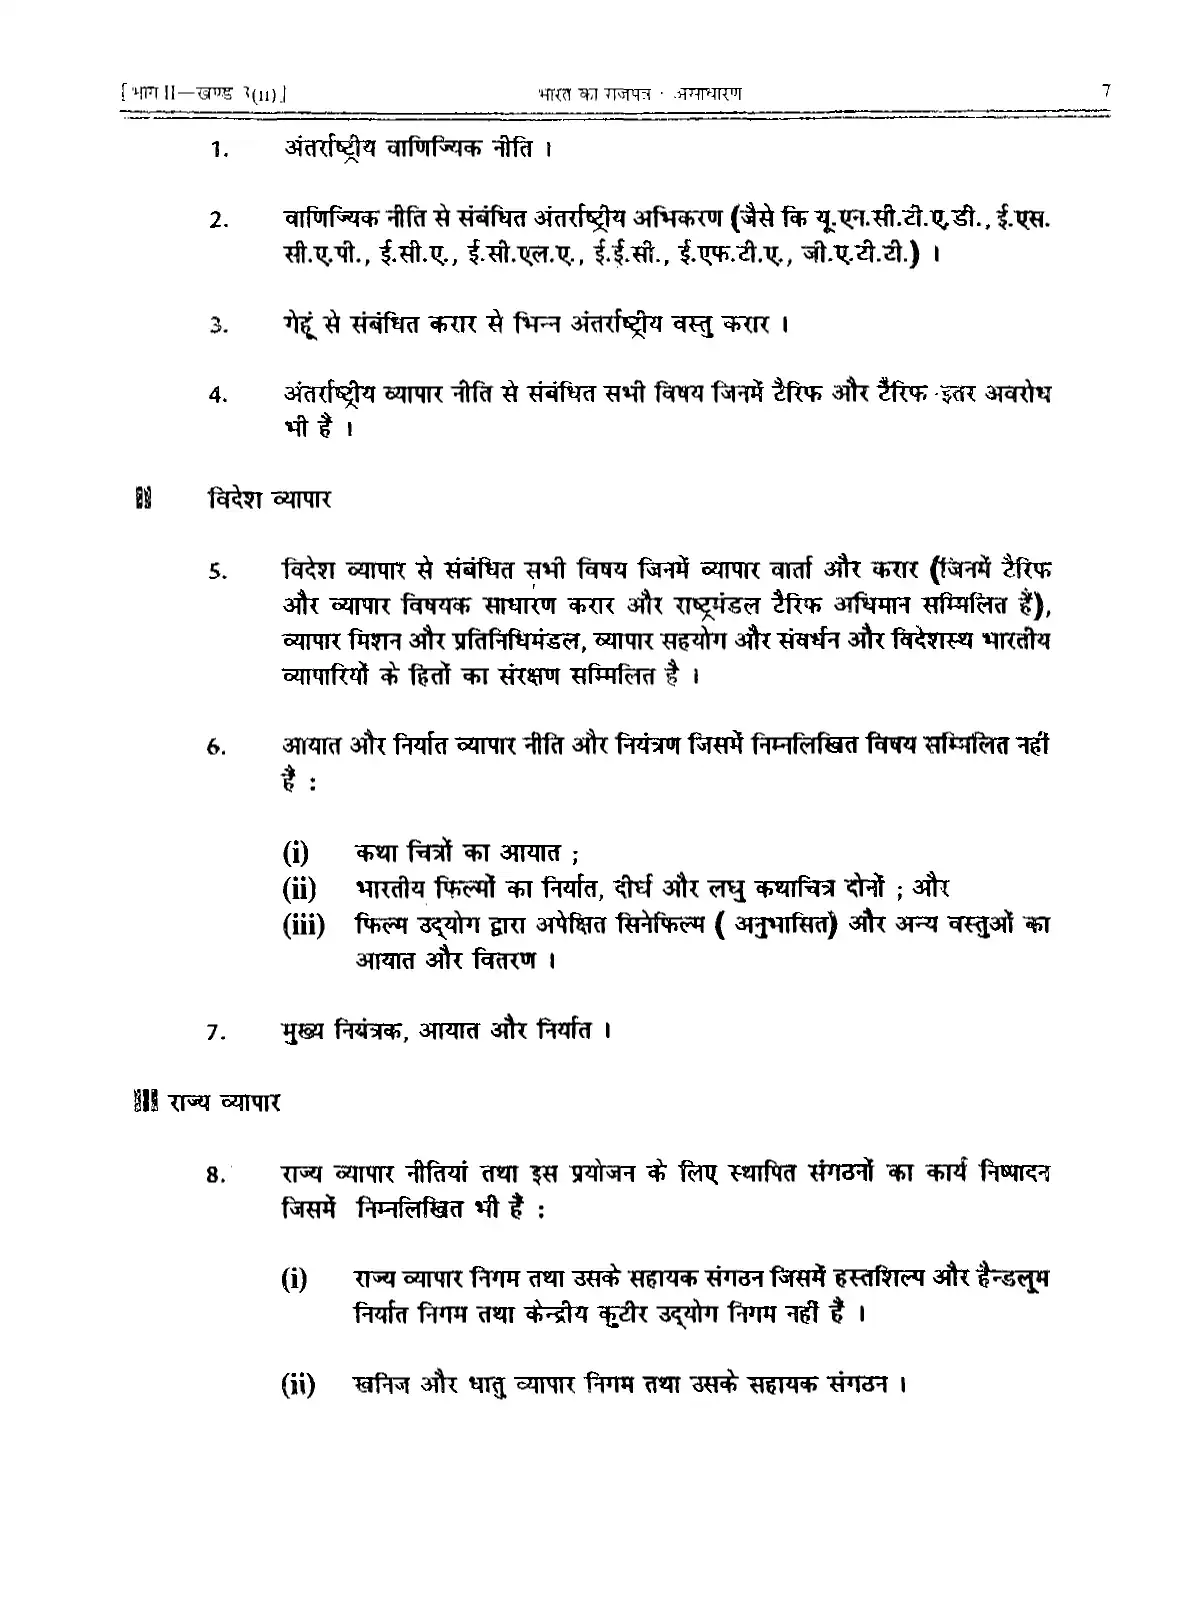 [भाग II—खण्ड 3(ii)] भारत का राजपत्र : असाधारण 7
1. अंतर्राष्ट्रीय वाणिज्यिक नीति ।
2. वाणिज्यिक नीति से संबंधित अंतर्राष्ट्रीय अभिकरण (जैसे कि यू.एन.सी.टी.ए.डी., ई.एस.
सी.ए.पी., ई.सी.ए., ई.सी.एल.ए., ई.ई.सी., ई.एफ.टी.ए., जी.ए.टी.टी.) ।
3. गेहूं से संबंधित करार से भिन्न अंतर्राष्ट्रीय वस्तु करार ।
4. अंतर्राष्ट्रीय व्यापार नीति से संबंधित सभी विषय जिनमें टैरिफ और टैरिफ -इतर अवरोध
भी हैं ।
II विदेश व्यापार
5. विदेश व्यापार से संबंधित सभी विषय जिनमें व्यापार वार्ता और करार (जिनमें टैरिफ
और व्यापार विषयक साधारण करार और राष्ट्रमंडल टैरिफ अधिमान सम्मिलित हैं),
व्यापार मिशन और प्रतिनिधिमंडल, व्यापार सहयोग और संवर्धन और विदेशस्थ भारतीय
व्यापारियों के हितों का संरक्षण सम्मिलित है ।
6. आयात और निर्यात व्यापार नीति और नियंत्रण जिसमें निम्नलिखित विषय सम्मिलित नहीं
हैं :
(i) कथा चित्रों का आयात ;
(ii) भारतीय फिल्मों का निर्यात, दीर्घ और लघु कथाचित्र दोनों ; और
(iii) फिल्म उद्योग द्वारा अपेक्षित सिनेफिल्म ( अनुभासित) और अन्य वस्तुओं का
आयात और वितरण ।
7. मुख्य नियंत्रक, आयात और निर्यात ।
III राज्य व्यापार
8. राज्य व्यापार नीतियां तथा इस प्रयोजन के लिए स्थापित संगठनों का कार्य निष्पादन
जिसमें निम्नलिखित भी हैं :
(i) राज्य व्यापार निगम तथा उसके सहायक संगठन जिसमें हस्तशिल्प और हैन्डलूम
निर्यात निगम तथा केन्द्रीय कुटीर उद्योग निगम नहीं हैं ।
(ii) खनिज और धातु व्यापार निगम तथा उसके सहायक संगठन ।